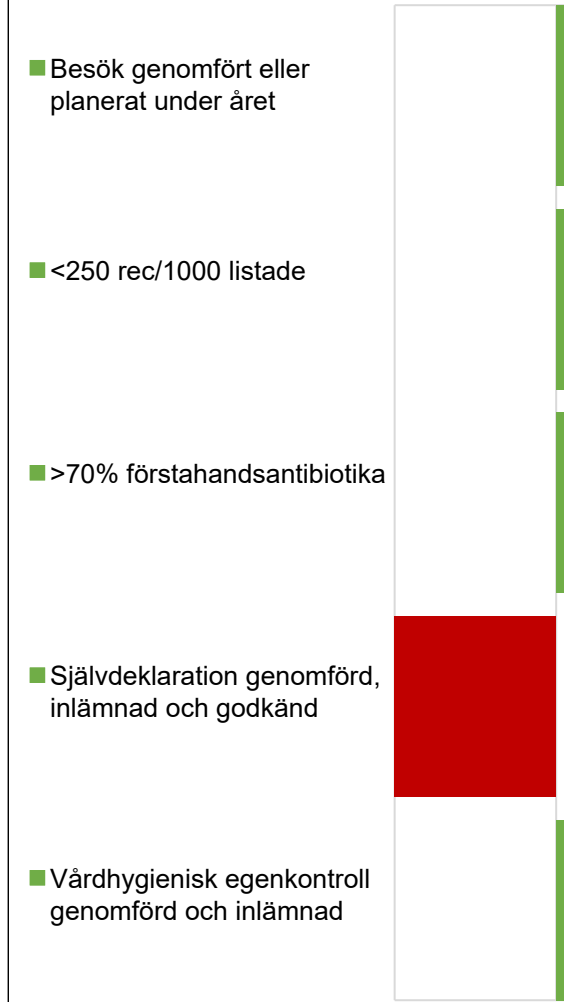 Besök genomfört eller
planerat under året
<250 rec/1000 listade
>70% förstahandsantibiotika
Självdeklaration genomförd,
inlämnad och godkänd
Vårdhygienisk egenkontroll
genomförd och inlämnad